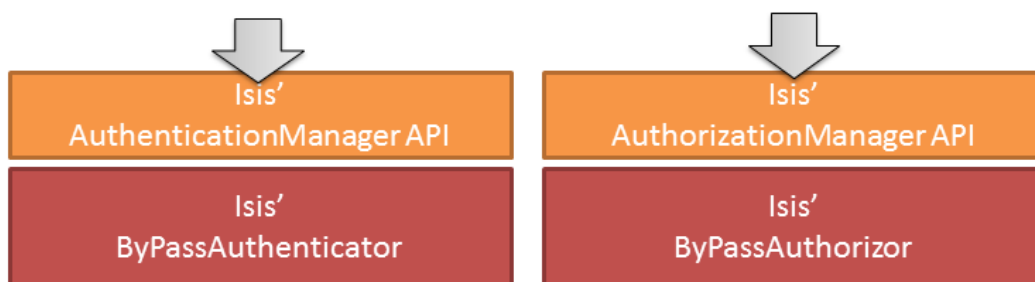 Isis’
AuthenticationManager API
Isis’
AuthorizationManager API
Isis’
ByPassAuthenticator
Isis’
ByPassAuthorizor